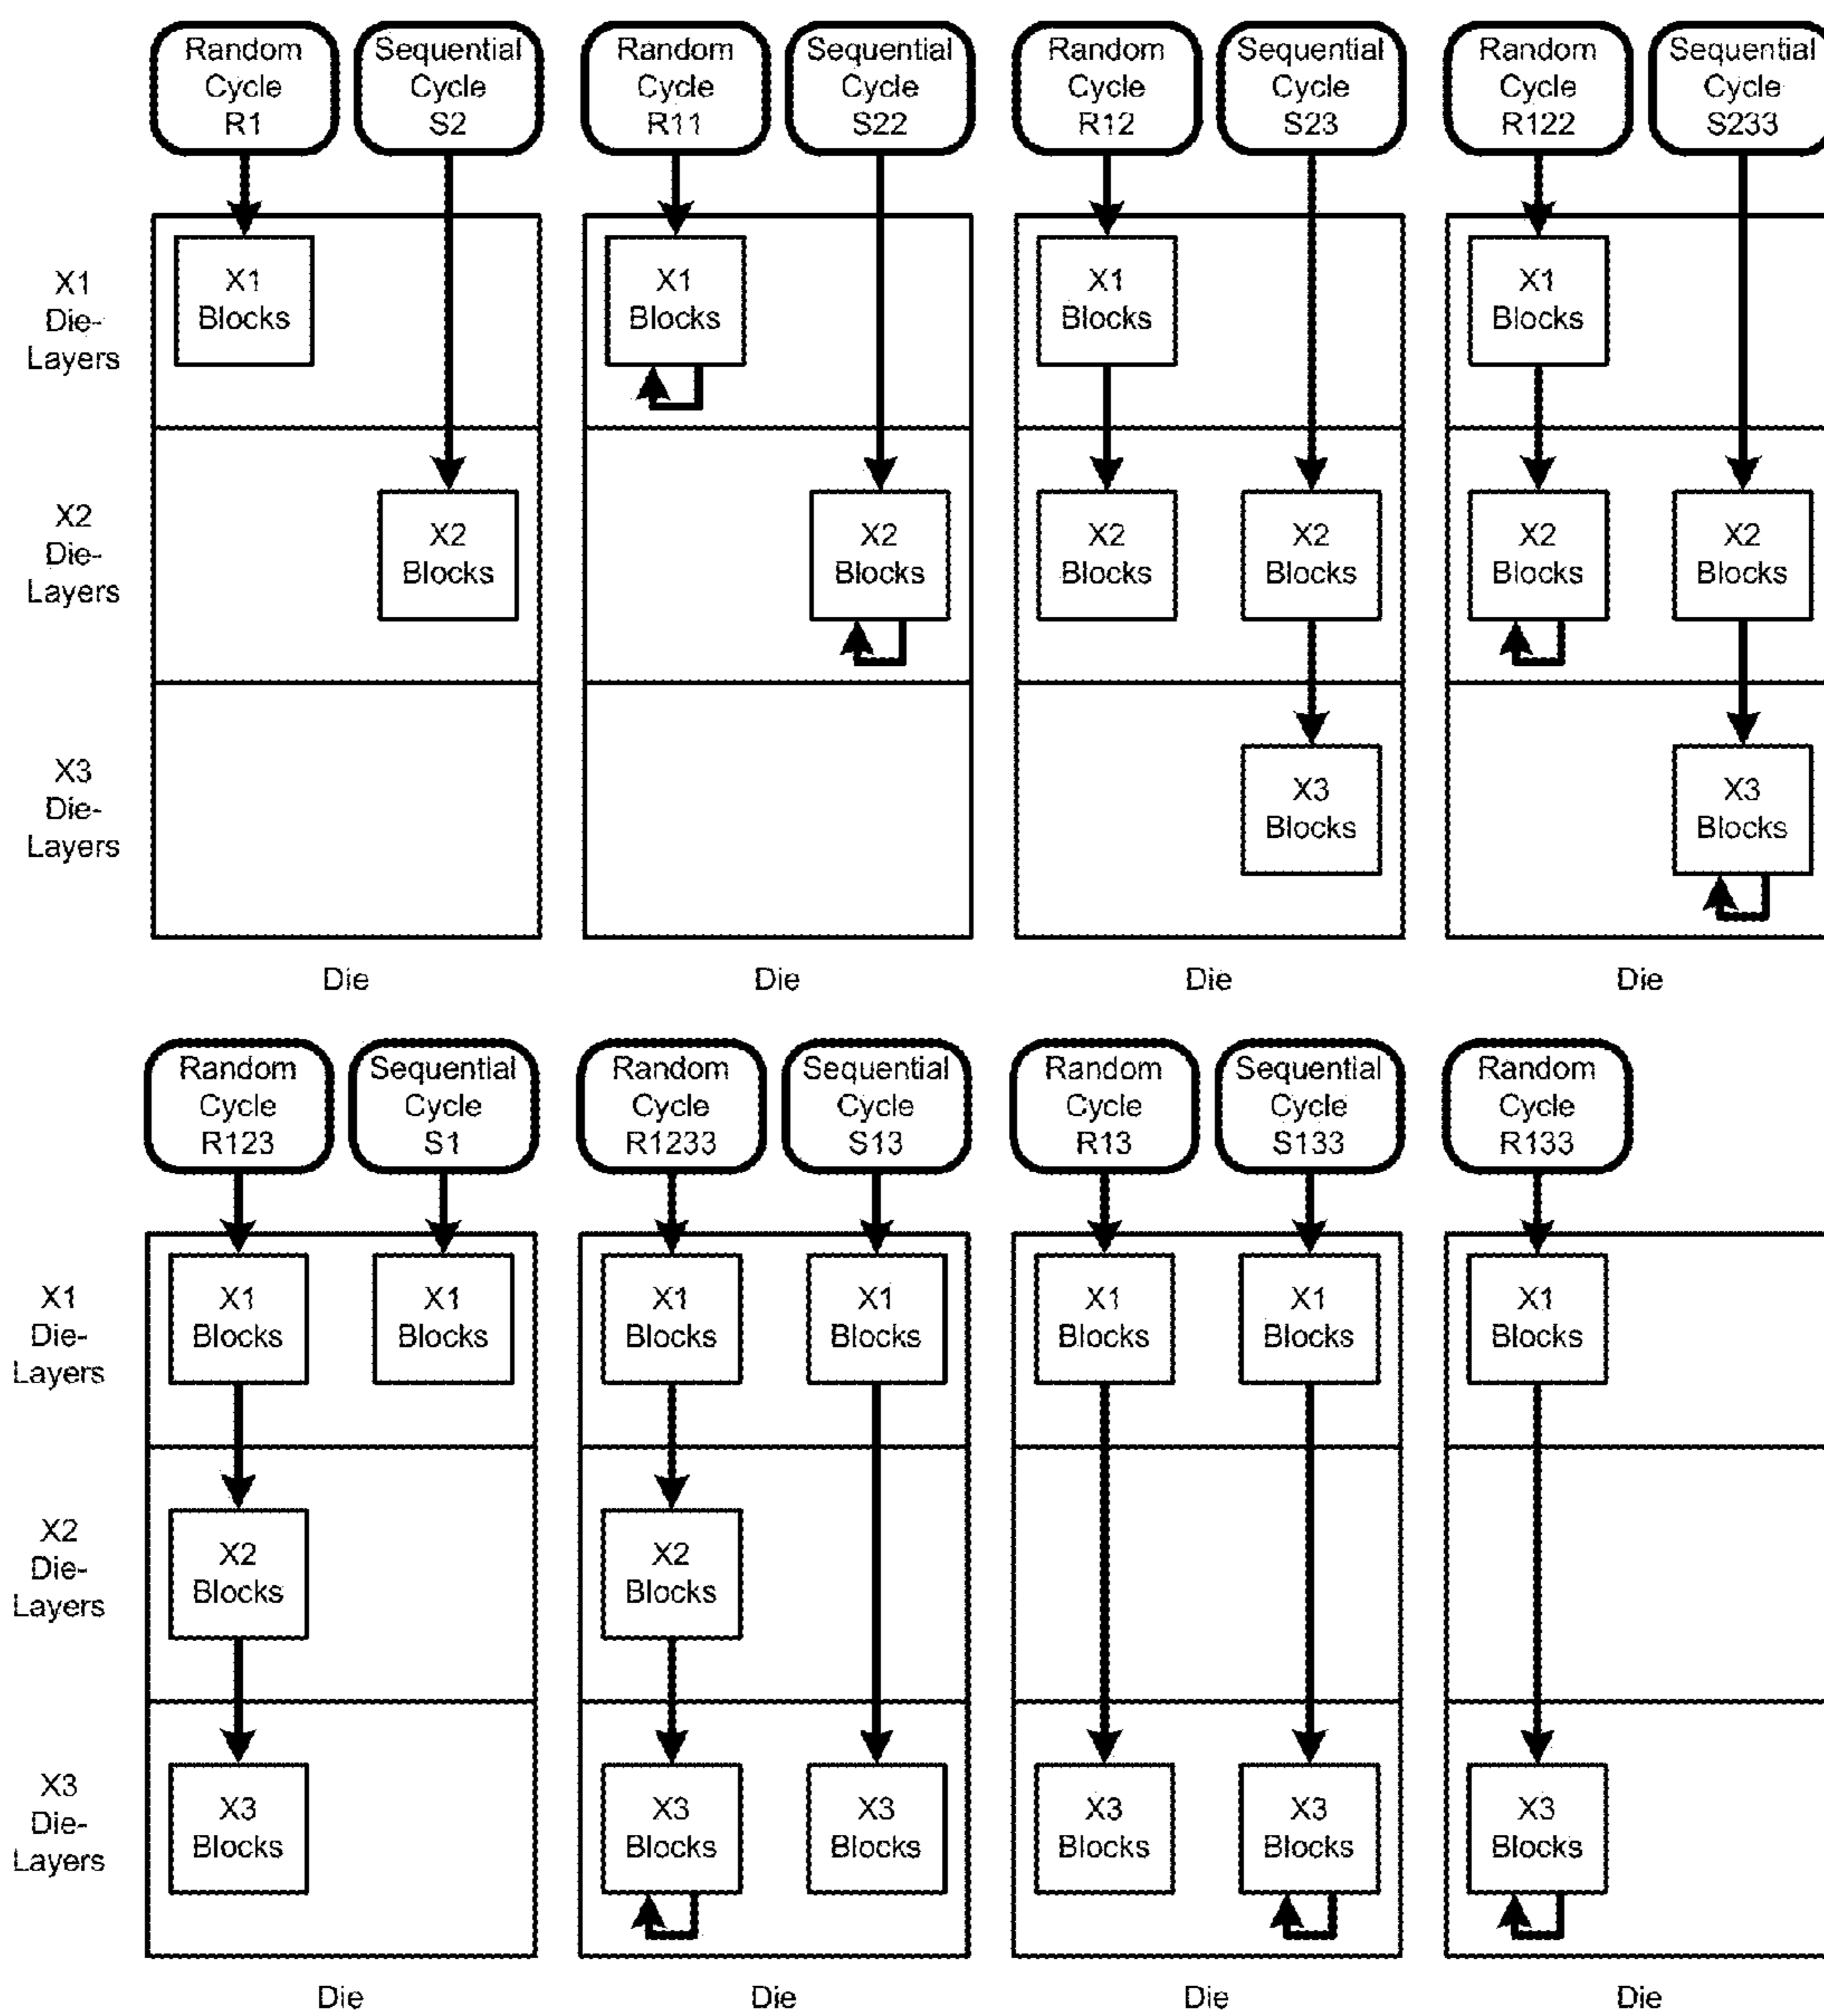 Random
Cycle
R1
Sequential
Cycle
S2
Random
Cycle
R11
Sequential
Cycle
S22
Random
Cycle
R12
Sequential
Cycle
S23
Random
Cycle
R122
Sequential
Cycle
S233
X1
Die-
Layers
X1
Blocks
X1
Blocks
X1
Blocks
X1
Blocks
X2
Die-
Layers
X2
Blocks
X2
Blocks
X2
Blocks
X2
Blocks
X2
Blocks
X2
Blocks
X3
Die-
Layers
X3
Blocks
X3
Blocks
Die
Die
Die
Die
Random
Cycle
R123
Sequential
Cycle
S1
Random
Cycle
R1233
Sequential
Cycle
S13
Random
Cycle
R13
Sequential
Cycle
S133
Random
Cycle
R133
X1
Die-
Layers
X1
Blocks
X1
Blocks
X1
Blocks
X1
Blocks
X1
Blocks
X1
Blocks
X1
Blocks
X2
Die-
Layers
X2
Blocks
X2
Blocks
X3
Die-
Layers
X3
Blocks
X3
Blocks
X3
Blocks
X3
Blocks
X3
Blocks
X3
Blocks
Die
Die
Die
Die